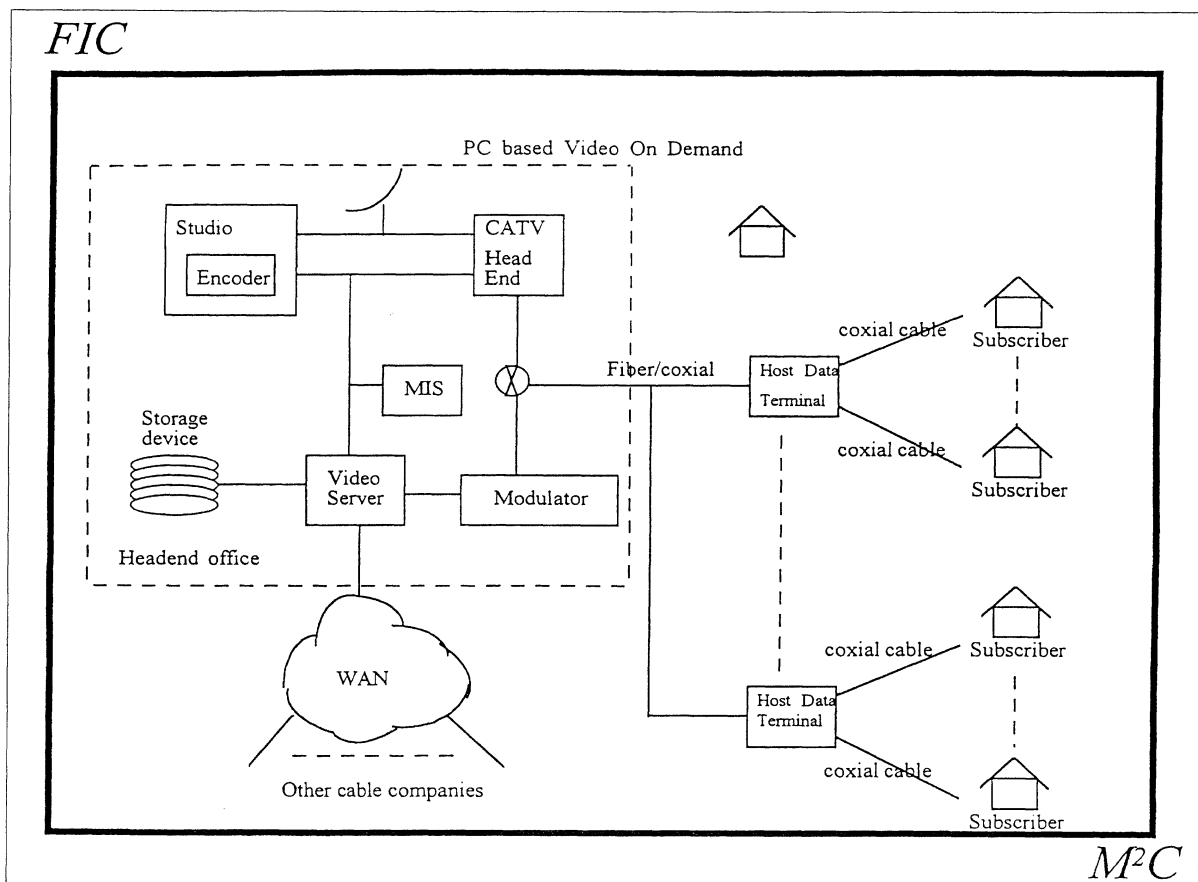 FIC
PC based Video On Demand
Studio
Encoder
CATV
Head
End
MIS
Storage
device
Video
Server
Modulator
Headend office
WAN
Other cable companies
Fiber/coxial
Host Data
Terminal
coxial cable
Subscriber
coxial cable
Subscriber
Host Data
Terminal
coxial cable
Subscriber
coxial cable
Subscriber
M²C